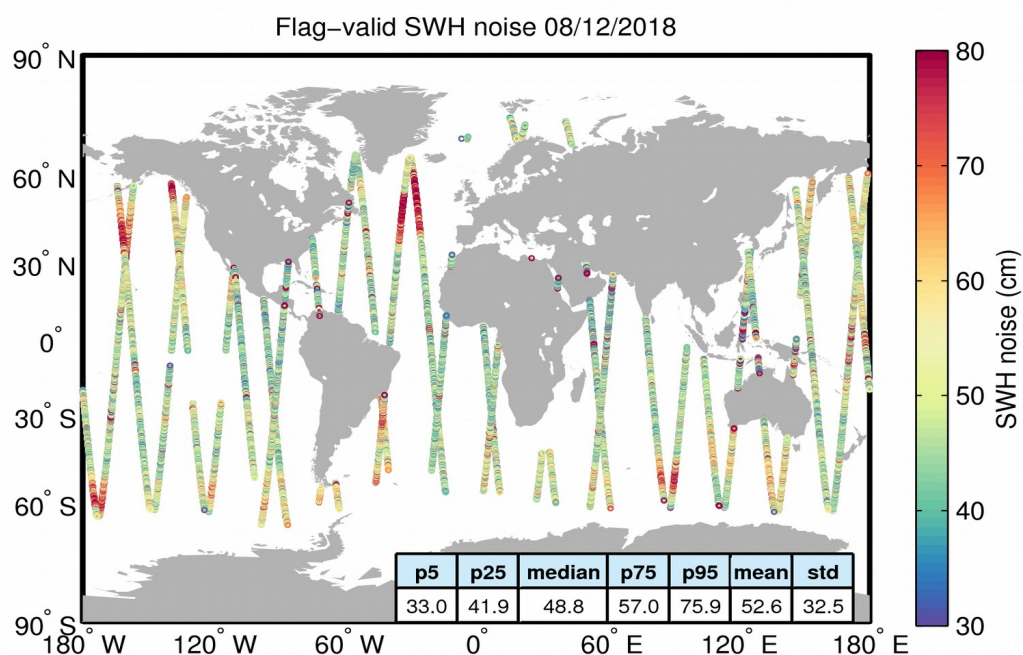 Flag−valid SWH noise 08/12/2018
90° N
60° N
30° N
0°
30° S
60° S
90° S
180° W
120° W
60° W
0°
60° E
120° E
180° E
p5 p25 median p75 p95 mean std
33.0 41.9 48.8 57.0 75.9 52.6 32.5
80
70
60
50
40
30
SWH noise (cm)